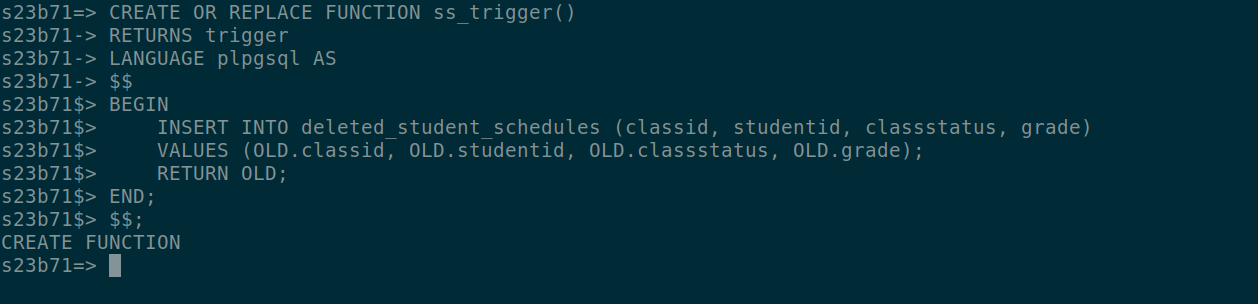 s23b71=> CREATE OR REPLACE FUNCTION ss_trigger()
s23b71-> RETURNS trigger
s23b71-> LANGUAGE plpgsql AS
s23b71-> $$
s23b71$> BEGIN
s23b71$>     INSERT INTO deleted_student_schedules (classid, studentid, classstatus, grade)
s23b71$>     VALUES (OLD.classid, OLD.studentid, OLD.classstatus, OLD.grade);
s23b71$>     RETURN OLD;
s23b71$> END;
s23b71$> $$;
CREATE FUNCTION
s23b71=>